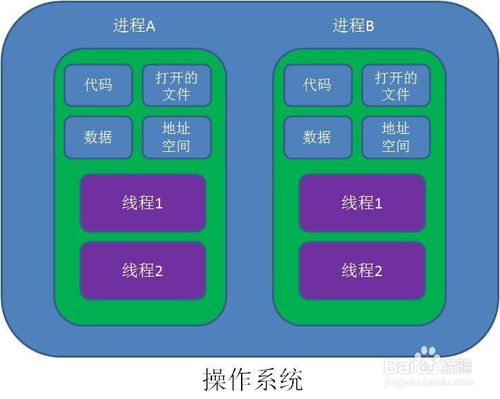 进程A
进程B
代码
打开的
文件
数据
地址
空间
线程1
线程2
代码
打开的
文件
数据
地址
空间
线程1
线程2
操作系统
Baidu经验
jingyan.baidu.com